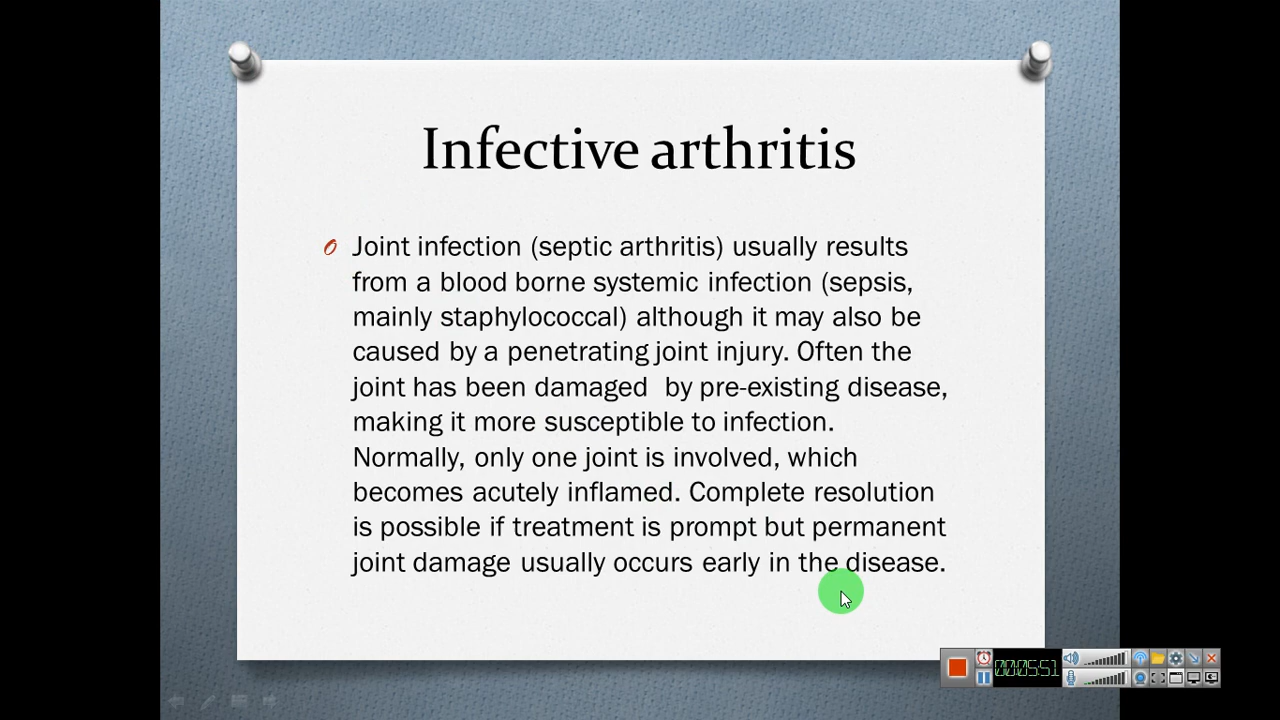 Infective arthritis
Joint infection (septic arthritis) usually results
from a blood borne systemic infection (sepsis,
mainly staphylococcal) although it may also be
caused by a penetrating joint injury. Often the
joint has been damaged  by pre-existing disease,
making it more susceptible to infection.
Normally, only one joint is involved, which
becomes acutely inflamed. Complete resolution
is possible if treatment is prompt but permanent
joint damage usually occurs early in the disease.
00:05:51